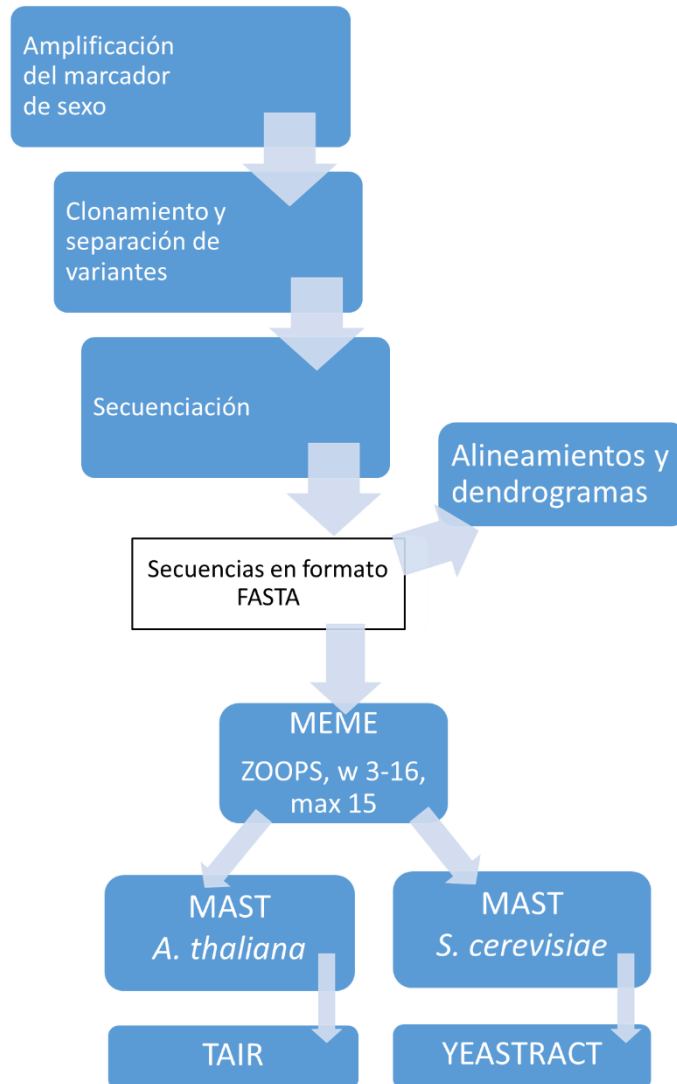 Amplificación
del marcador
de sexo
Clonamiento y
separación de
variantes
Secuenciación
Alineamientos y
dendrogramas
Secuencias en formato
FASTA
MEME
ZOOPS, w 3-16,
max 15
MAST
A. thaliana
MAST
S. cerevisiae
TAIR
YEASTRACT